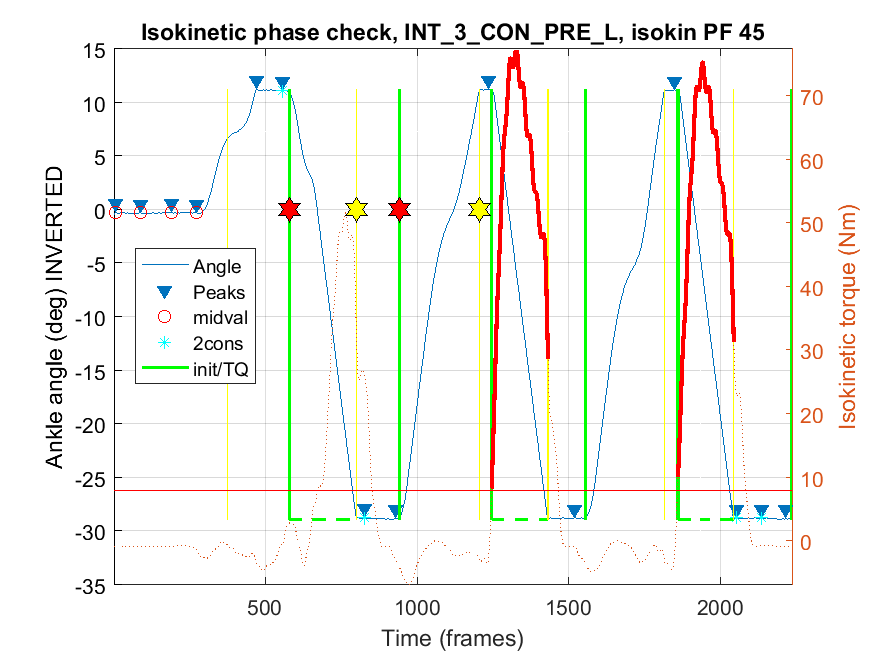 Isokinetic phase check, INT_3_CON_PRE_L, isokin PF 45
15
10
5
0
-5
-10
-15
-20
-25
-30
-35
Ankle angle (deg) INVERTED
Angle
Peaks
midval
2cons
init/TQ
70
60
50
40
30
20
10
0
Isokinetic torque (Nm)
500
1000
1500
2000
Time (frames)